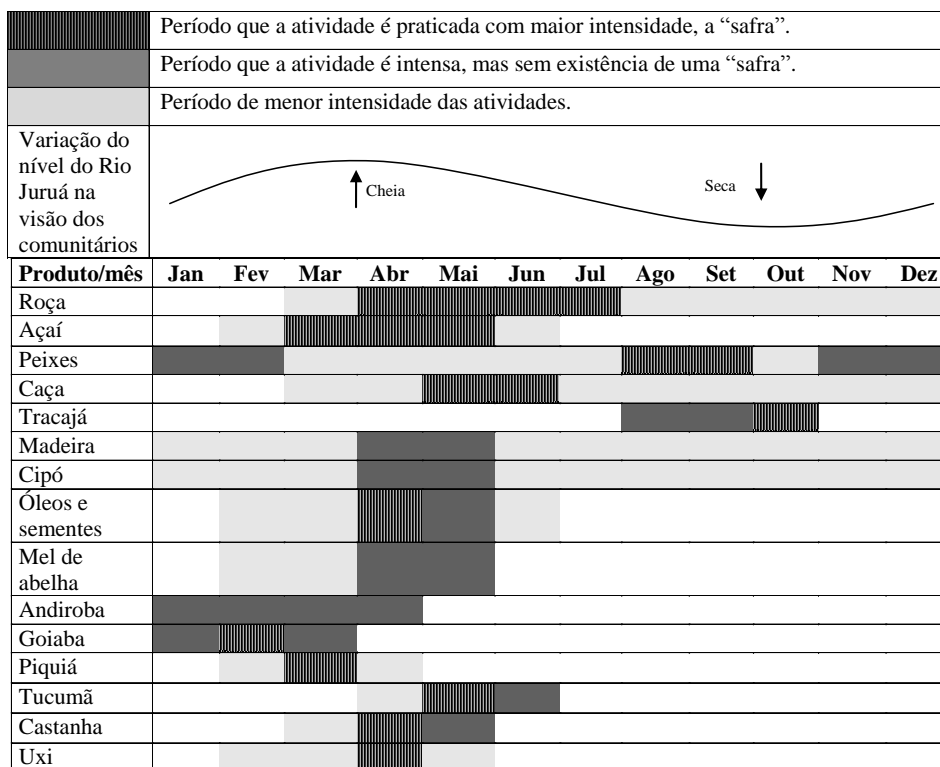 Período que a atividade é praticada com maior intensidade, a “safra”.
Período que a atividade é intensa, mas sem existência de uma “safra”.
Período de menor intensidade das atividades.
Variação do
nível do Rio
Juruá na
visão dos
comunitários
Cheia
Seca
Produto/mês Jan Fev Mar Abr Mai Jun Jul Ago Set Out Nov Dez
Roça
Açaí
Peixes
Caça
Tracajá
Madeira
Cipó
Óleos e
sementes
Mel de
abelha
Andiroba
Goiaba
Piquiá
Tucumã
Castanha
Uxi